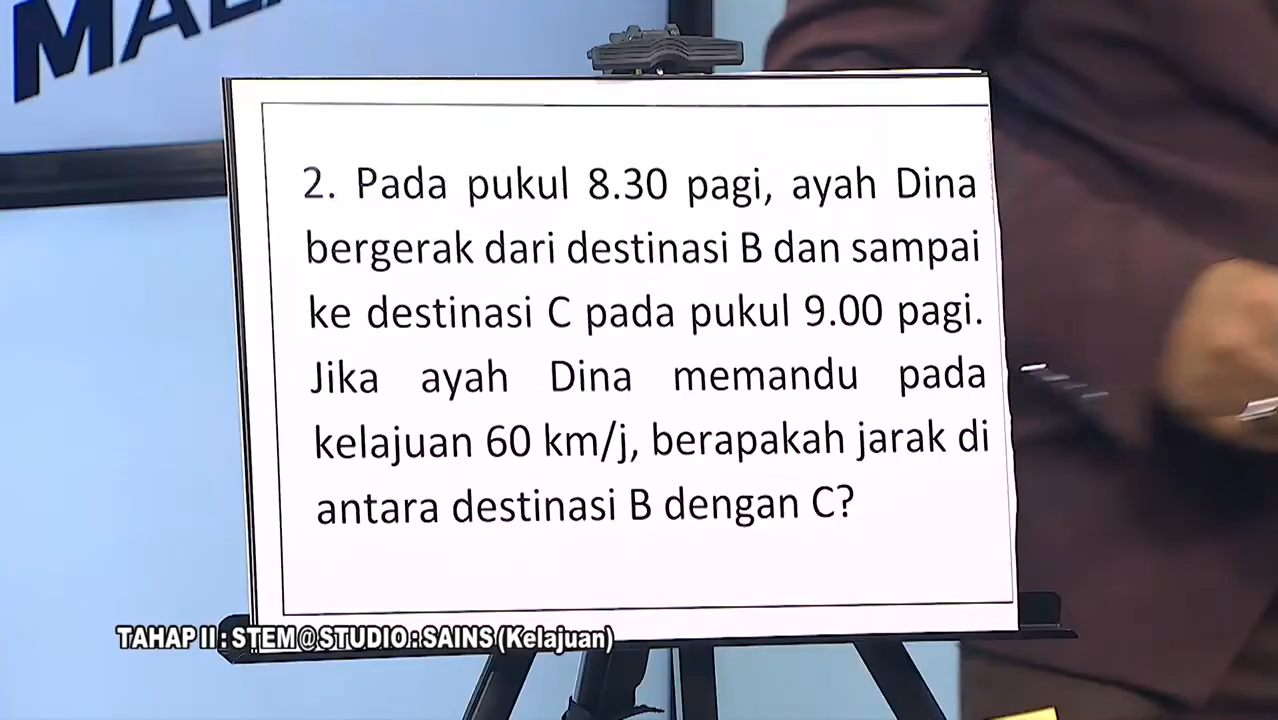 MALA
2. Pada pukul 8.30 pagi, ayah Dina
bergerak dari destinasi B dan sampai
ke destinasi C pada pukul 9.00 pagi.
Jika ayah Dina memandu pada
kelajuan 60 km/j, berapakah jarak di
antara destinasi B dengan C?
TAHAP II : STEM@STUDIO : SAINS (Kelajuan)